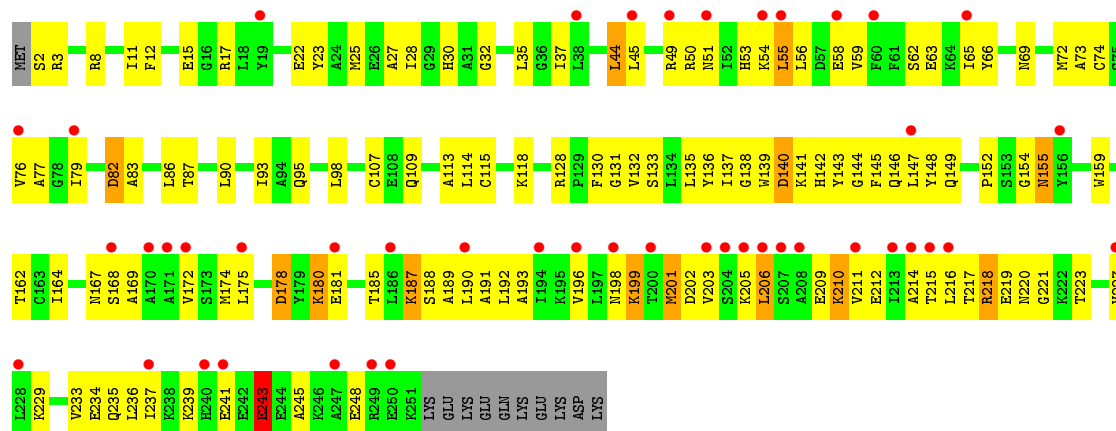 MET S2 R3 R8 I11 F12 E15 G16 R17 L18 Y19 E22 Y23 A24 M25 E26 A27 I28 G29 H30 A31 G32 L35 G36 I37 L38 L44 L45 R49 R50 N51 I52 H53 K54 L55 L56 D57 E58 V59 F60 F61 S62 E63 K64 I65 Y66 N69 M72 A73 C74 S75
V76 A77 G78 I79 D82 A83 L86 T87 L90 I93 A94 Q95 L98 C107 E108 Q109 A113 L114 C115 K118 R128 P129 F130 G131 V132 S133 L134 L135 Y136 I137 G138 W139 D140 K141 H142 Y143 G144 F145 Q146 L147 Y148 Q149 P152 S153 G154 N155 Y156 W159
T162 C163 I164 N167 S168 A169 A170 A171 V172 S173 M174 L175 D178 Y179 K180 E181 T185 L186 K187 S188 A189 L190 A191 L192 A193 I194 K195 V196 L197 N198 K199 T200 M201 D202 V203 S204 K205 L206 S207 A208 E209 K210 V211 E212 I213 A214 T215 L216 T217 R218 E219 N220 G221 K222 T223
L228 K229 V233 E234 Q235 L236 I237 K238 K239 H240 E241 E242 E243 E244 A245 K246 A247 E248 R249 E250 K251 LYS GLU LYS GLU GLN LYS GLU LYS ASP LYS